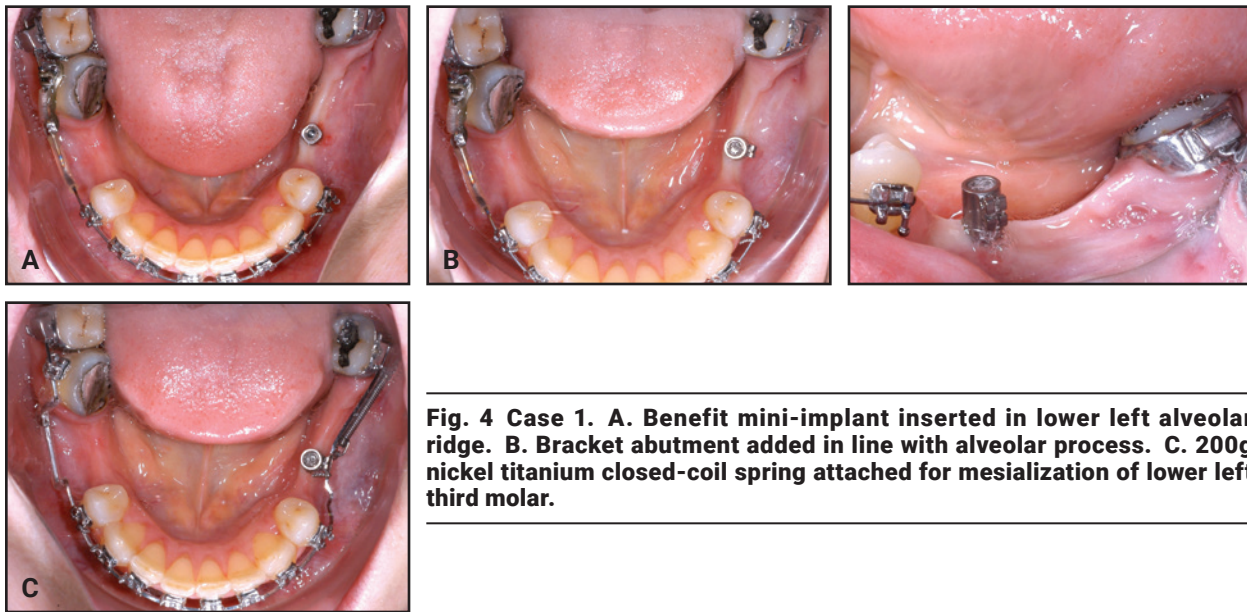 A
B
C
Fig. 4 Case 1. A. Benefit mini-implant inserted in lower left alveolar
ridge. B. Bracket abutment added in line with alveolar process. C. 200g
nickel titanium closed-coil spring attached for mesialization of lower left
third molar.